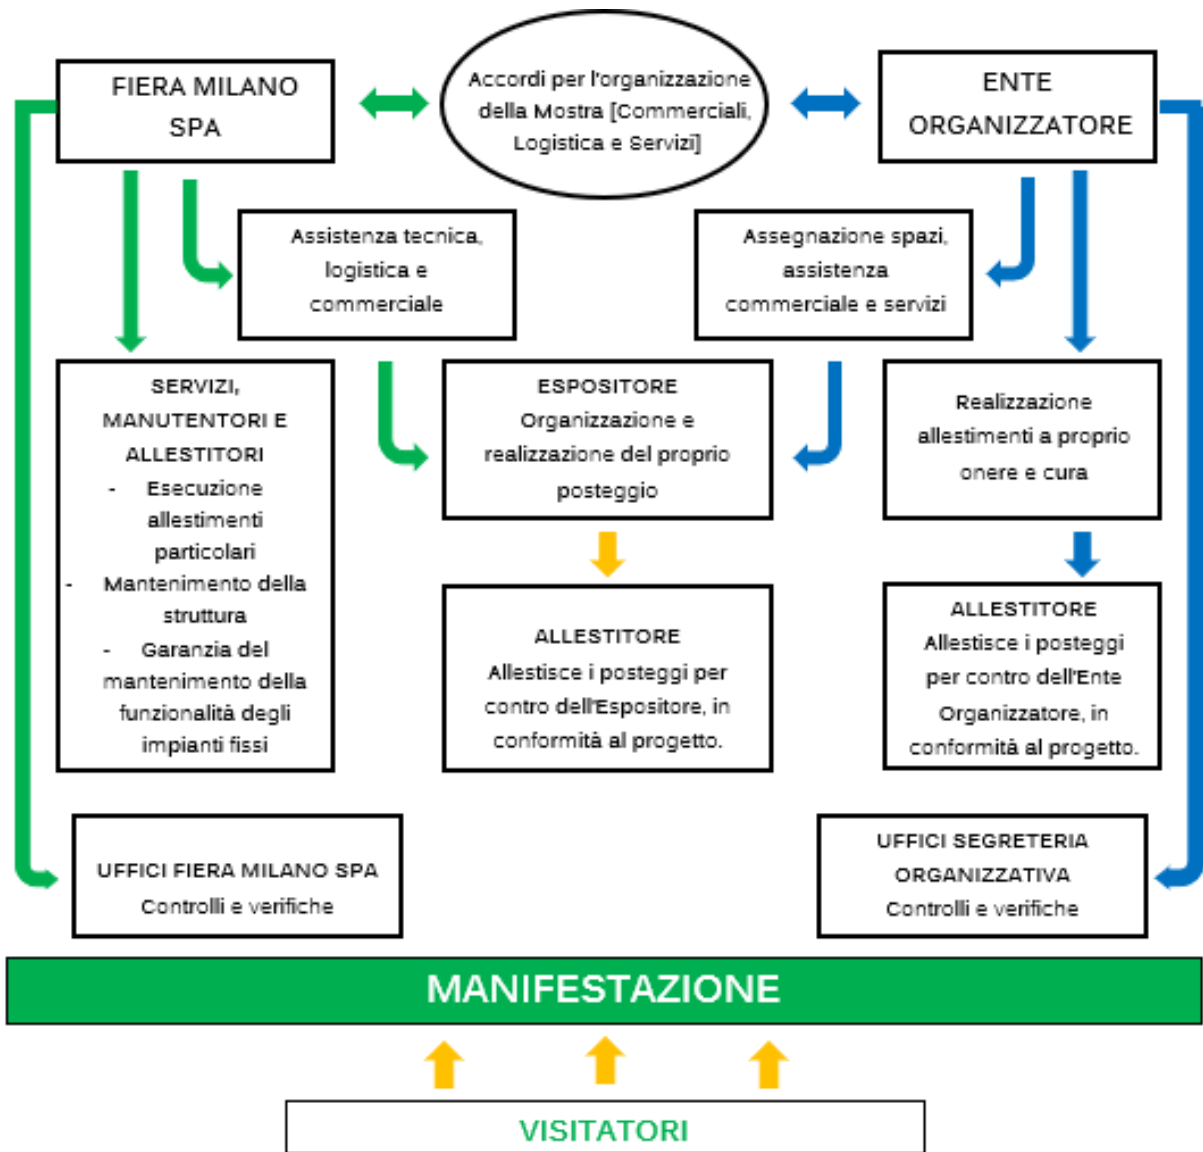 FIERA MILANO
SPA
Accordi per l'organizzazione
della Mostra [Commerciali,
Logistica e Servizi]
ENTE
ORGANIZZATORE
Assistenza tecnica,
logistica e
commerciale
Assegnazione spazi,
assistenza
commerciale e servizi
SERVIZI,
MANUTENTORI E
ALLESTITORI
- Esecuzione
allestimenti
particolari
- Mantenimento della
struttura
- Garanzia del
mantenimento della
funzionalità degli
impianti fissi
ESPOSITORE
Organizzazione e
realizzazione del proprio
posteggio
Realizzazione
allestimenti a proprio
onere e cura
ALLESTITORE
Allestisce i posteggi per
contro dell'Espositore, in
conformità al progetto.
ALLESTITORE
Allestisce i posteggi
per contro dell'Ente
Organizzatore, in
conformità al progetto.
UFFICI FIERA MILANO SPA
Controlli e verifiche
UFFICI SEGRETERIA
ORGANIZZATIVA
Controlli e verifiche
MANIFESTAZIONE
VISITATORI